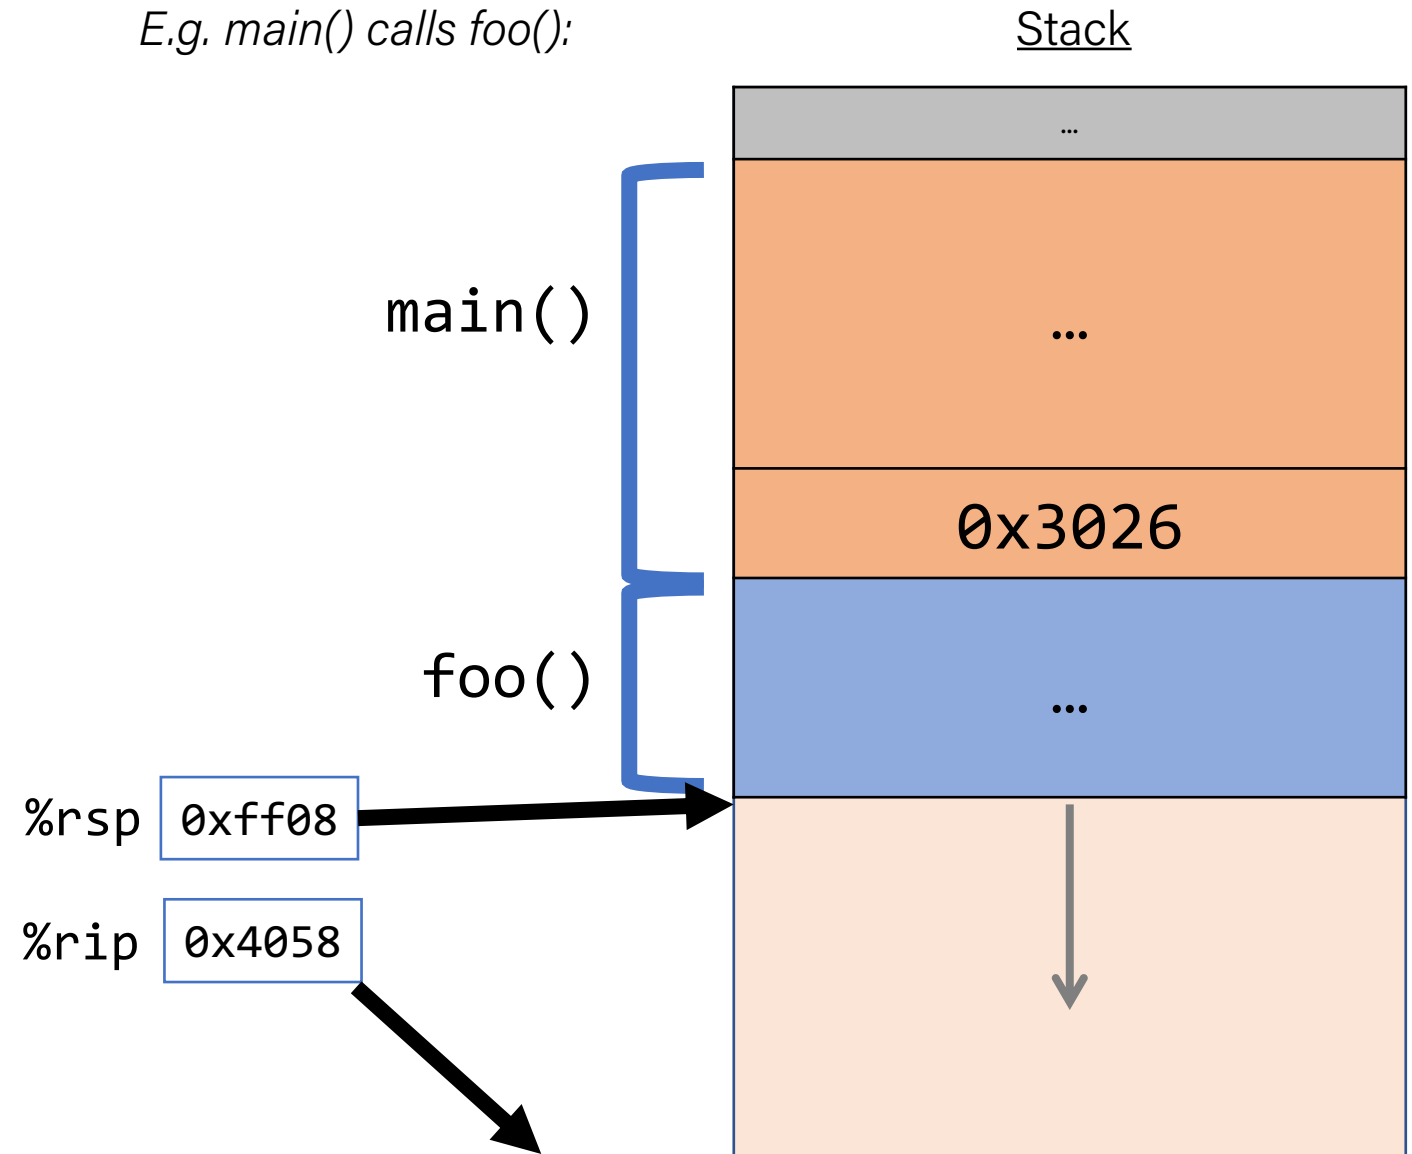 E.g. main() calls foo():
Stack
…
main()
…
0x3026
foo()
…
%rsp 0xff08
%rip 0x4058